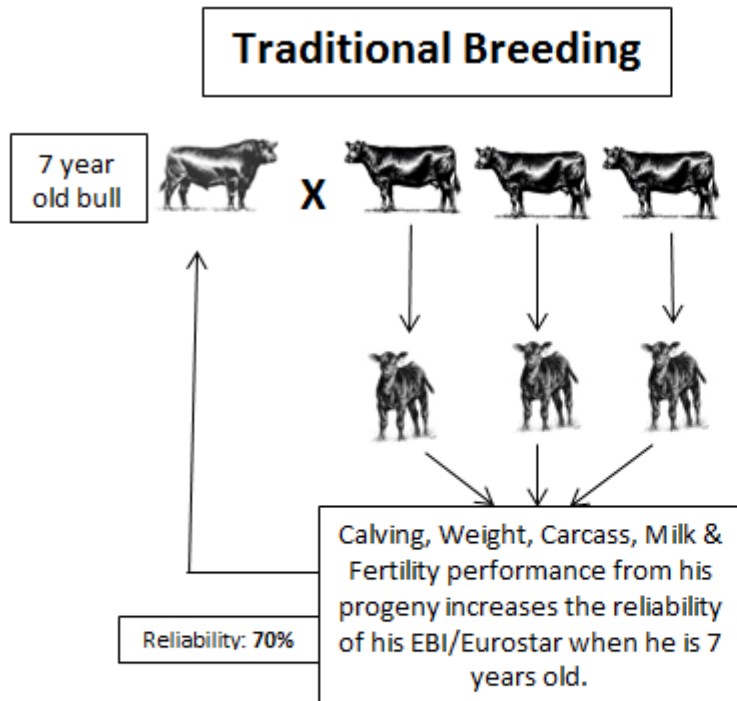 Traditional Breeding
7 year
old bull
X
Calving, Weight, Carcass, Milk &
Fertility performance from his
progeny increases the reliability
of his EBI/Eurostar when he is 7
years old.
Reliability: 70%